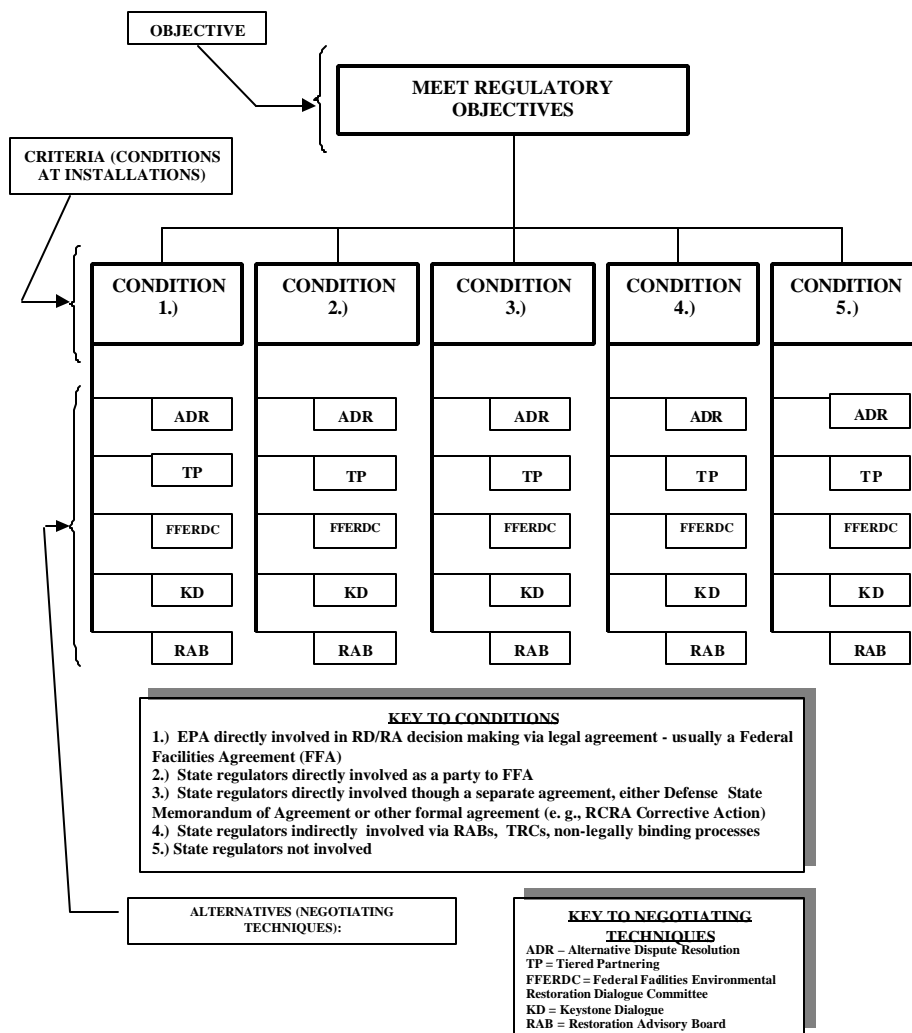 OBJECTIVE
MEET REGULATORY
OBJECTIVES
CRITERIA (CONDITIONS
AT INSTALLATIONS)
CONDITION
1.)
CONDITION
2.)
CONDITION
3.)
CONDITION
4.)
CONDITION
5.)
ADR
ADR
ADR
ADR
ADR
TP
TP
TP
TP
TP
FFERDC
FFERDC
FFERDC
FFERDC
FFERDC
KD
KD
KD
KD
KD
RAB
RAB
RAB
RAB
RAB
KEY TO CONDITIONS
1.) EPA directly involved in RD/RA decision making via legal agreement - usually a Federal
Facilities Agreement (FFA)
2.) State regulators directly involved as a party to FFA
3.) State regulators directly involved though a separate agreement, either Defense State
Memorandum of Agreement or other formal agreement (e. g., RCRA Corrective Action)
4.) State regulators indirectly involved via RABs, TRCs, non-legally binding processes
5.) State regulators not involved
ALTERNATIVES (NEGOTIATING
TECHNIQUES):
KEY TO NEGOTIATING
TECHNIQUES
ADR – Alternative Dispute Resolution
TP = Tiered Partnering
FFERDC = Federal Facilities Environmental
Restoration Dialogue Committee
KD = Keystone Dialogue
RAB = Restoration Advisory Board